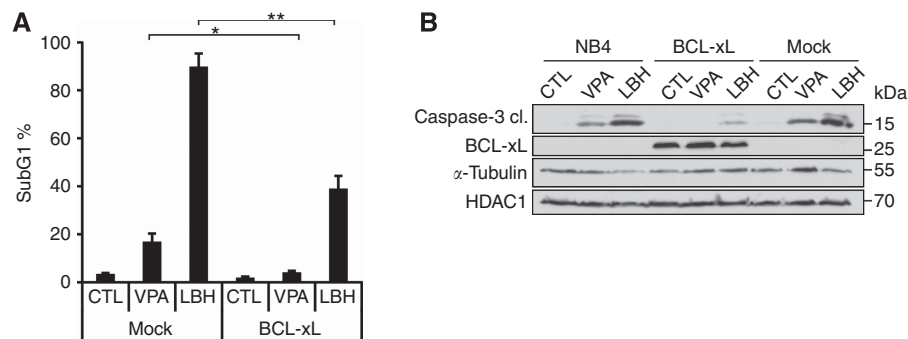 A
** 
*
100
80
60
40
20
0
SubG1 %
CTL VPA LBH CTL VPA LBH
Mock BCL-xL
B
NB4 BCL-xL Mock
CTL VPA LBH CTL VPA LBH CTL VPA LBH
kDa
Caspase-3 cl. 15
BCL-xL 25
α-Tubulin 55
HDAC1 70